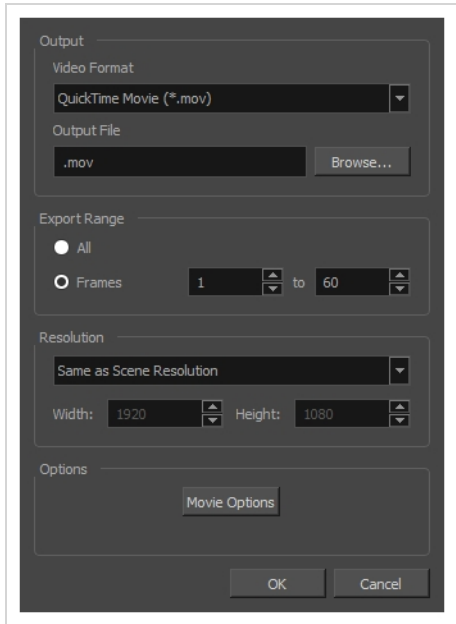 Output
Video Format
QuickTime Movie (*.mov)
Output File
.mov
Browse...
Export Range
All
Frames 1 to 60
Resolution
Same as Scene Resolution
Width: 1920 Height: 1080
Options
Movie Options
OK Cancel